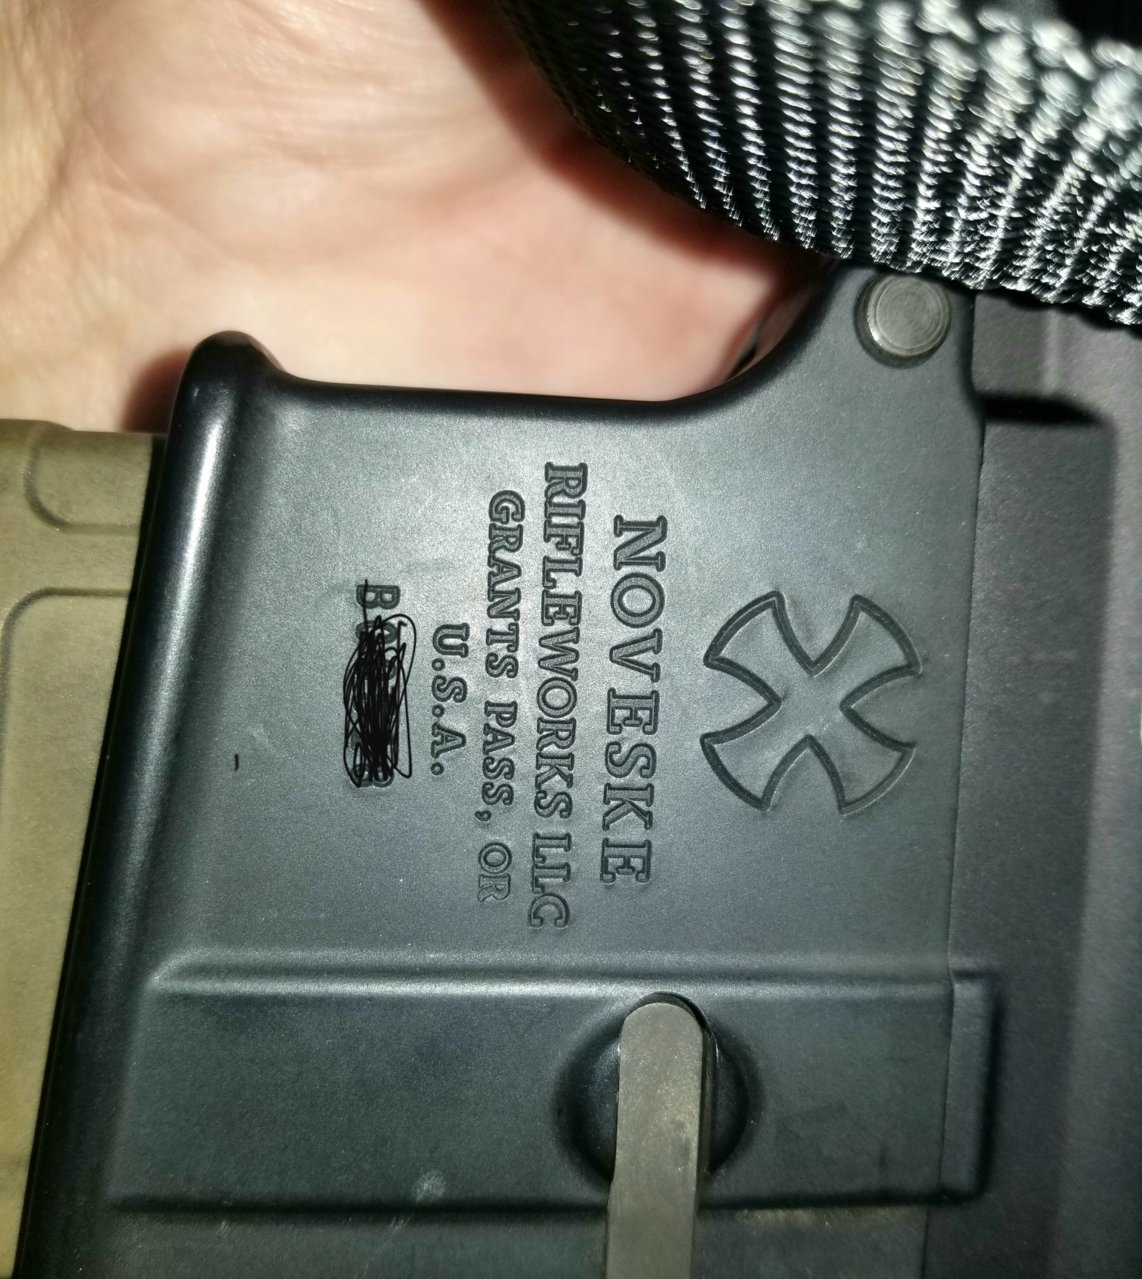 NOVESKE
RIFLEWORKS LLC
GRANTS PASS, OR
U.S.A.